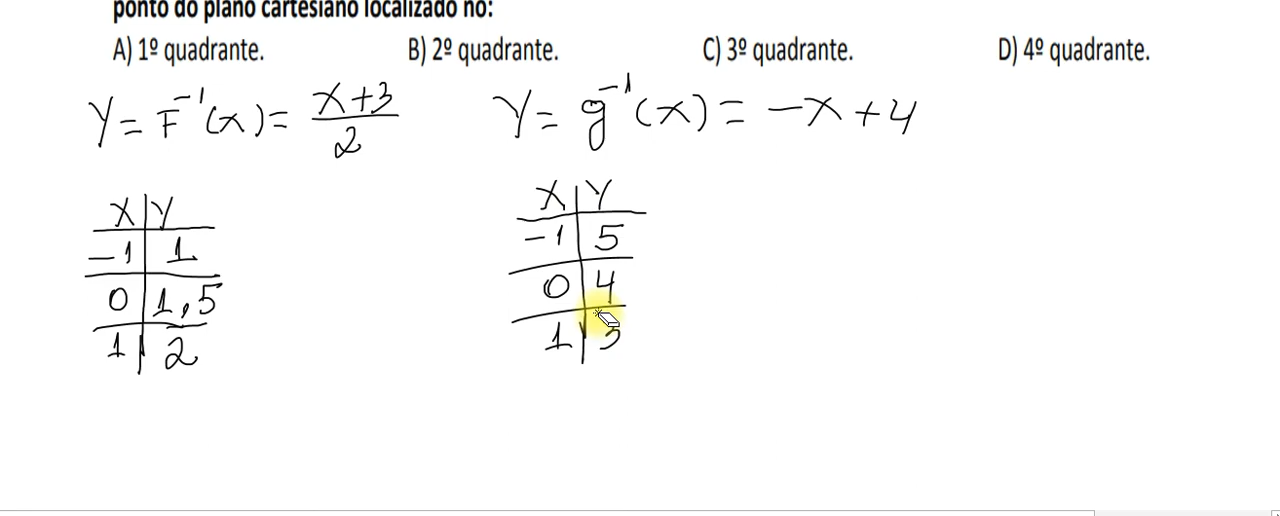 ponto do plano cartesiano localizado no:
A) 1º quadrante. B) 2º quadrante. C) 3º quadrante. D) 4º quadrante.
Y = F⁻¹(x) = (x+3)/2 Y = g⁻¹(x) = -x+4
X | Y X | Y
-1 | 1 -1 | 5
0 | 1,5 0 | 4
1 | 2 1 | 3